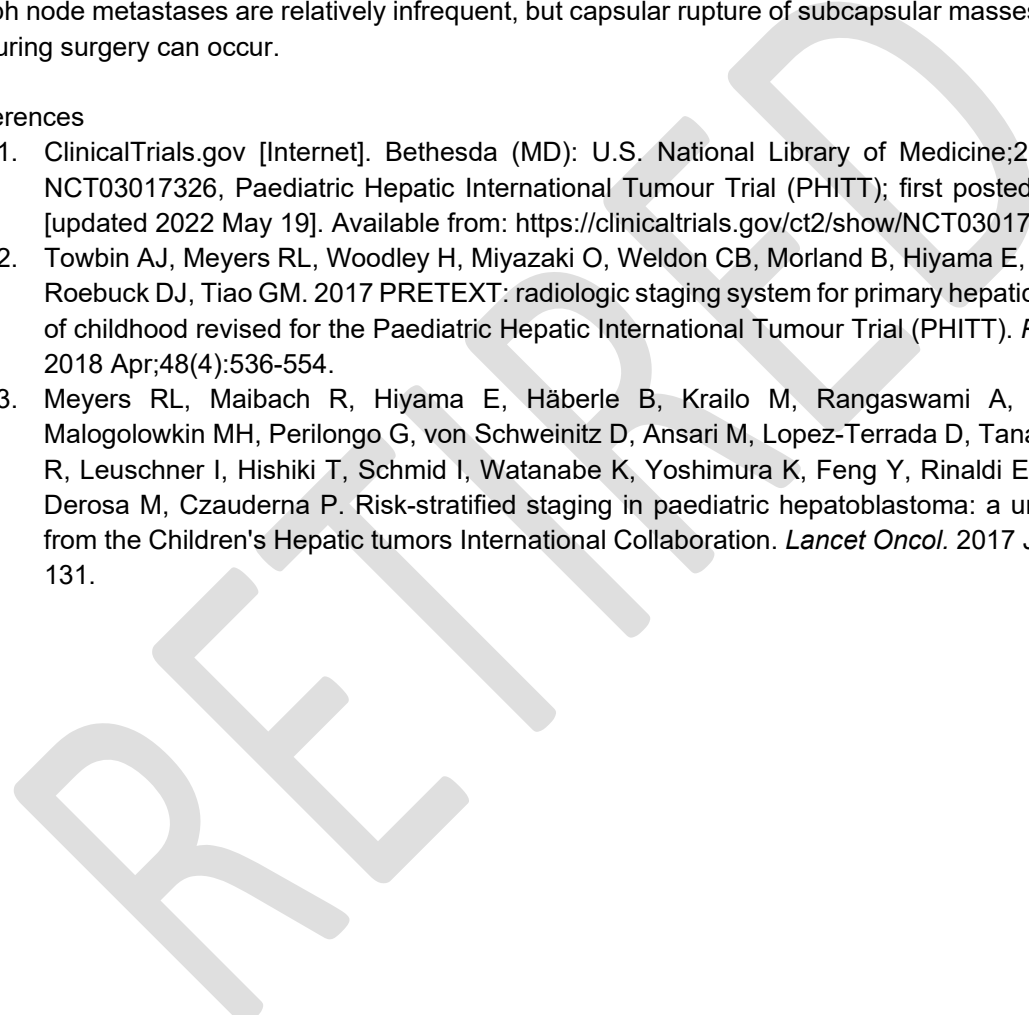 node metastases are relatively infrequent, but capsular rupture of subcapsular masses
surgery can occur.
1. ClinicalTrials.gov [Internet]. Bethesda (MD): U.S. National Library of Medicine;2
NCT03017326, Paediatric Hepatic International Tumour Trial (PHITT); first posted
[updated 2022 May 19]. Available from: https://clinicaltrials.gov/ct2/show/NCT03017
2. Towbin AJ, Meyers RL, Woodley H, Miyazaki O, Weldon CB, Morland B, Hiyama E,
Roebuck DJ, Tiao GM. 2017 PRETEXT: radiologic staging system for primary hepatic
of childhood revised for the Paediatric Hepatic International Tumour Trial (PHITT).
2018 Apr;48(4):536-554.
3. Meyers RL, Maibach R, Hiyama E, Häberle B, Krailo M, Rangaswami A,
Malogolowkin MH, Perilongo G, von Schweinitz D, Ansari M, Lopez-Terrada D,
R, Leuschner I, Hishiki T, Schmid I, Watanabe K, Yoshimura K, Feng Y, Rinaldi E
Derosa M, Czauderna P. Risk-stratified staging in paediatric hepatoblastoma: a
from the Children's Hepatic tumors International Collaboration. Lancet Oncol. 2017
131.
RETIRED